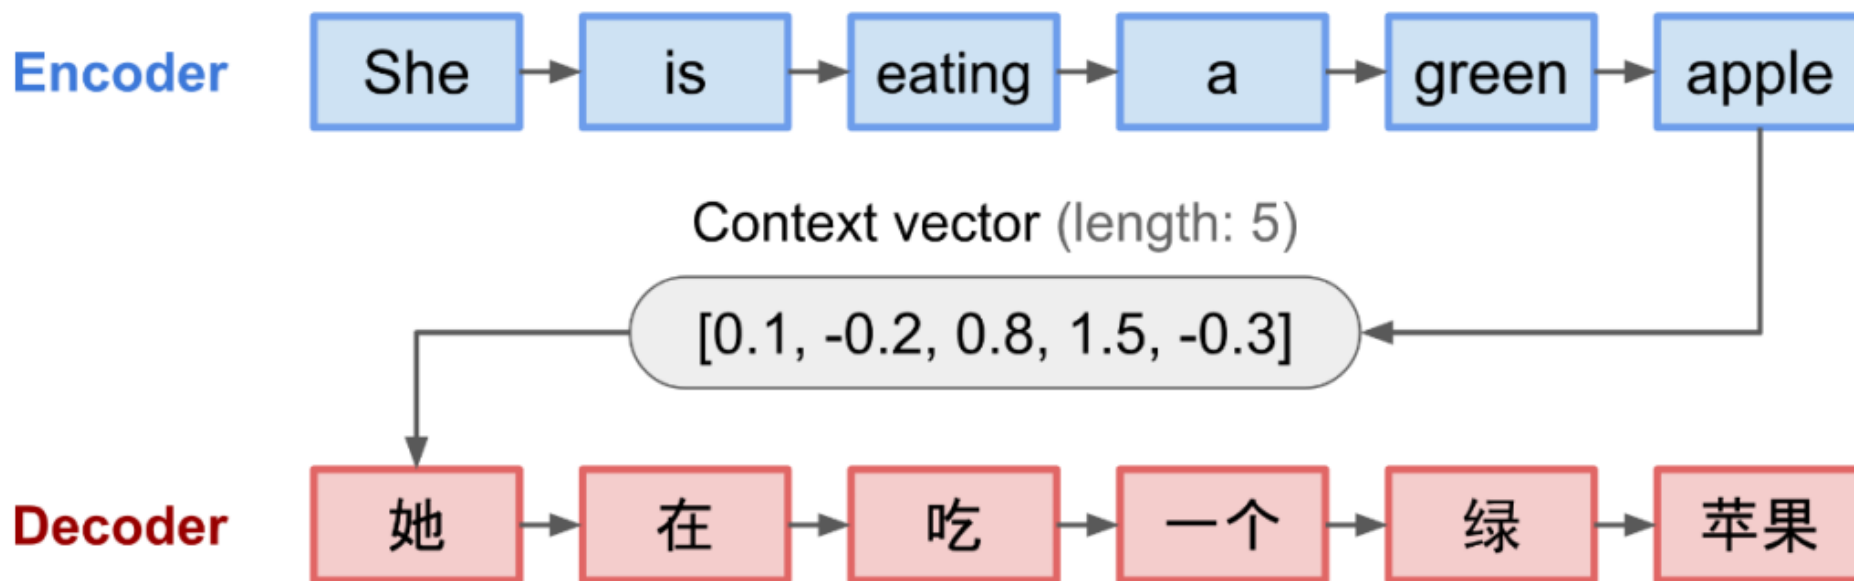 Encoder She is eating a green apple
Context vector (length: 5)
[0.1, -0.2, 0.8, 1.5, -0.3]
Decoder 她 在 吃 一个 绿 苹果